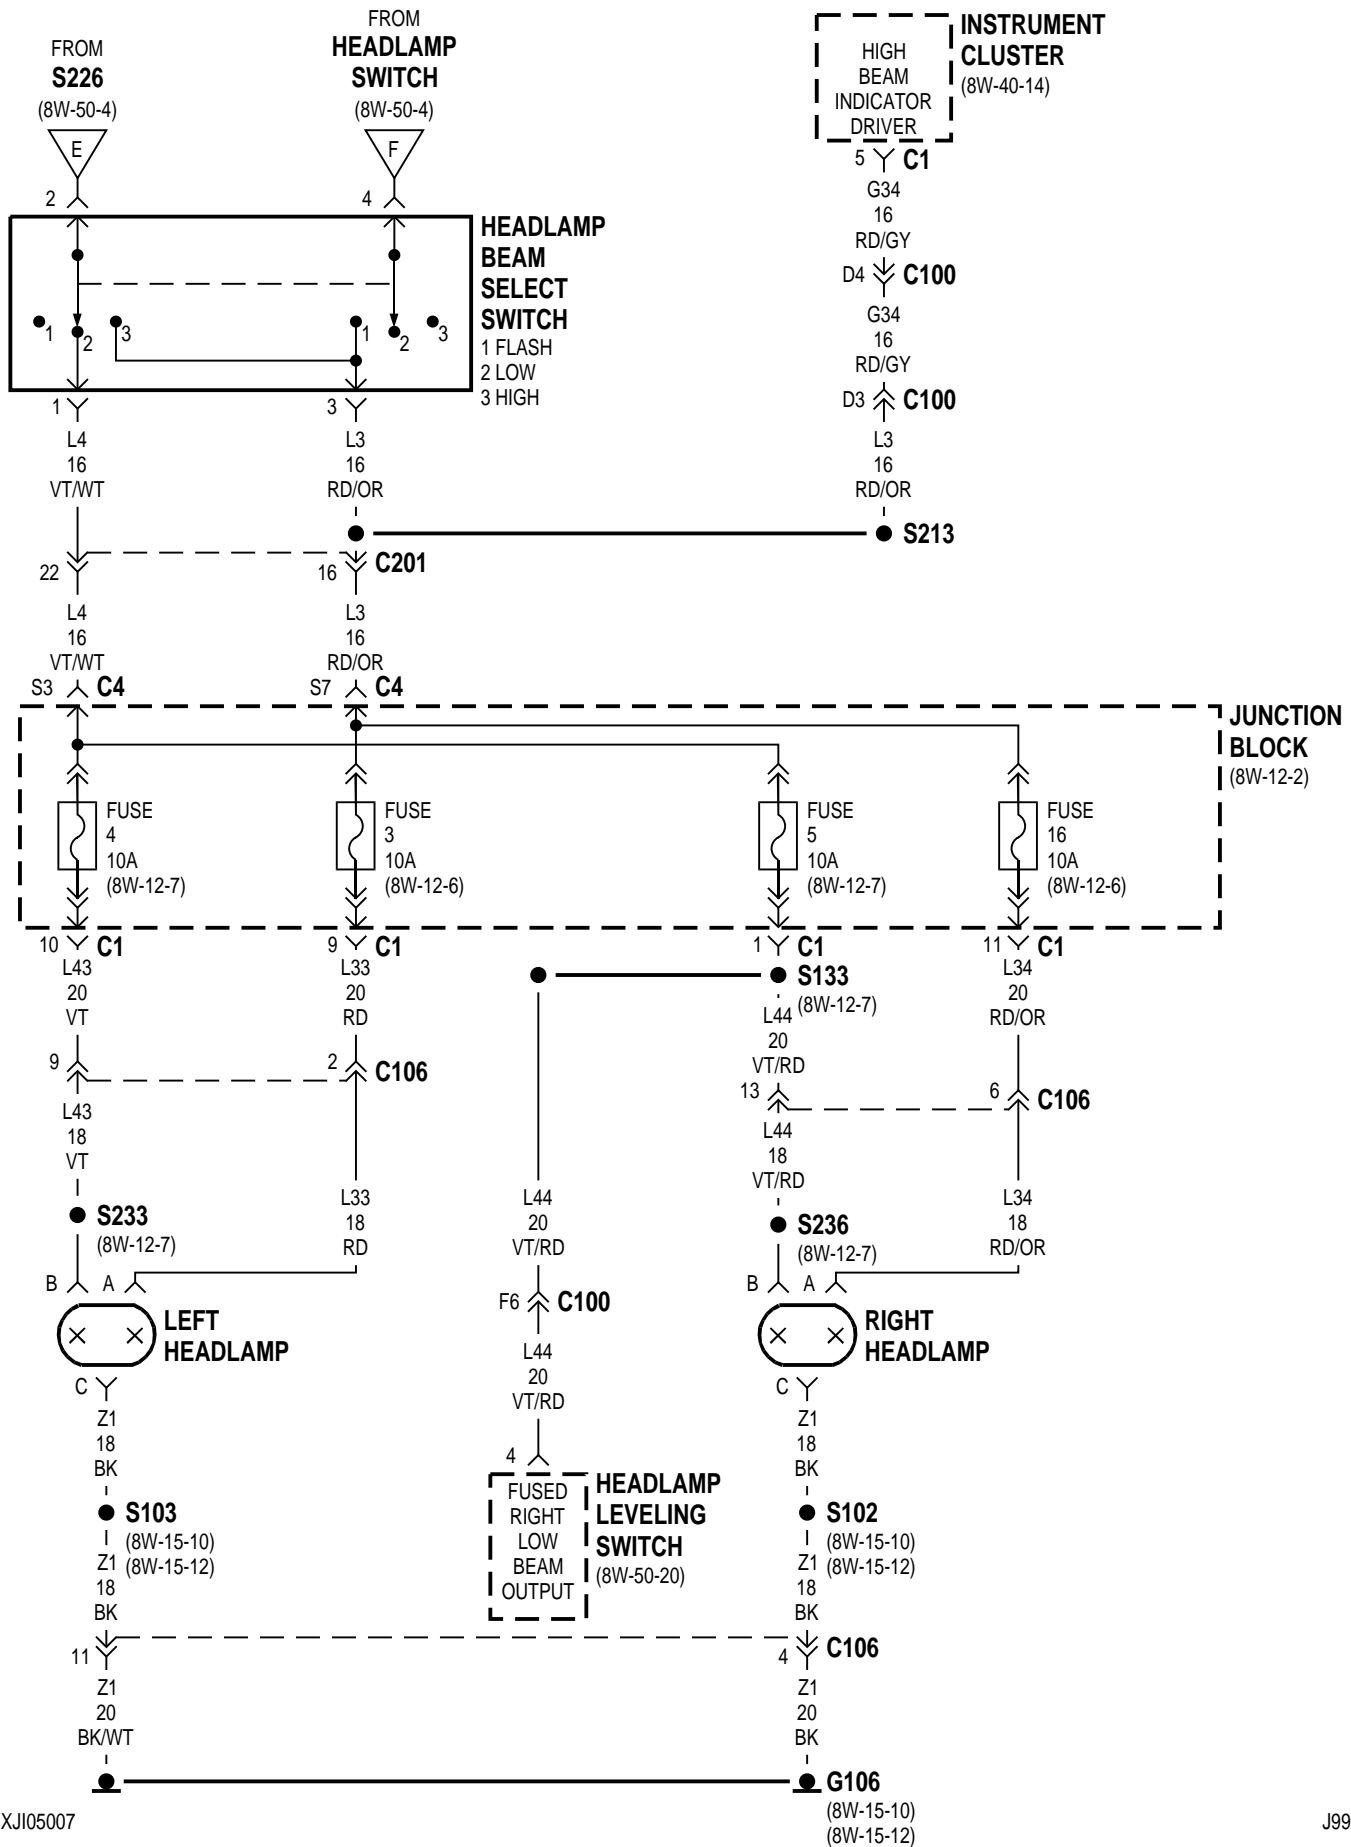 FROM
S226
(8W-50-4)
E
2
FROM
HEADLAMP
SWITCH
(8W-50-4)
F
4
HIGH
BEAM
INDICATOR
DRIVER
INSTRUMENT
CLUSTER
(8W-40-14)
5
C1
G34
16
RD/GY
D4
C100
G34
16
RD/GY
D3
C100
L3
16
RD/OR
S213
HEADLAMP
BEAM
SELECT
SWITCH
1 FLASH
2 LOW
3 HIGH
1
2
3
1
2
3
1
L4
16
VT/WT
3
L3
16
RD/OR
22
16
C201
L4
16
VT/WT
L3
16
RD/OR
S3
C4
S7
C4
JUNCTION
BLOCK
(8W-12-2)
FUSE
4
10A
(8W-12-7)
FUSE
3
10A
(8W-12-6)
FUSE
5
10A
(8W-12-7)
FUSE
16
10A
(8W-12-6)
10
C1
9
C1
1
C1
11
C1
L43
20
VT
L33
20
RD
S133
(8W-12-7)
L44
20
VT/RD
L34
20
RD/OR
9
2
C106
13
6
C106
L43
18
VT
L33
18
RD
L44
20
VT/RD
L44
18
VT/RD
L34
18
RD/OR
S233
(8W-12-7)
S236
(8W-12-7)
B
A
LEFT
HEADLAMP
C
F6
C100
L44
20
VT/RD
4
B
A
RIGHT
HEADLAMP
C
Z1
18
BK
S103
(8W-15-10)
(8W-15-12)
Z1
18
BK
FUSED
RIGHT
LOW
BEAM
OUTPUT
HEADLAMP
LEVELING
SWITCH
(8W-50-20)
Z1
18
BK
S102
(8W-15-10)
(8W-15-12)
Z1
18
BK
11
4
C106
Z1
20
BK/WT
Z1
20
BK
G106
(8W-15-10)
(8W-15-12)
XJI05007
J99